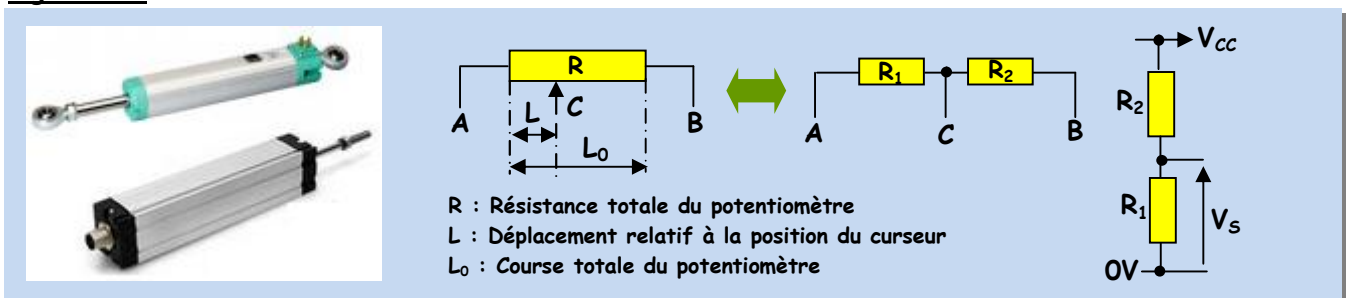 R
C
L
L₀
A
B
R₁
R₂
A
C
B
R : Résistance totale du potentiomètre
L : Déplacement relatif à la position du curseur
L₀ : Course totale du potentiomètre
V_CC
R₂
R₁
V_S
0V